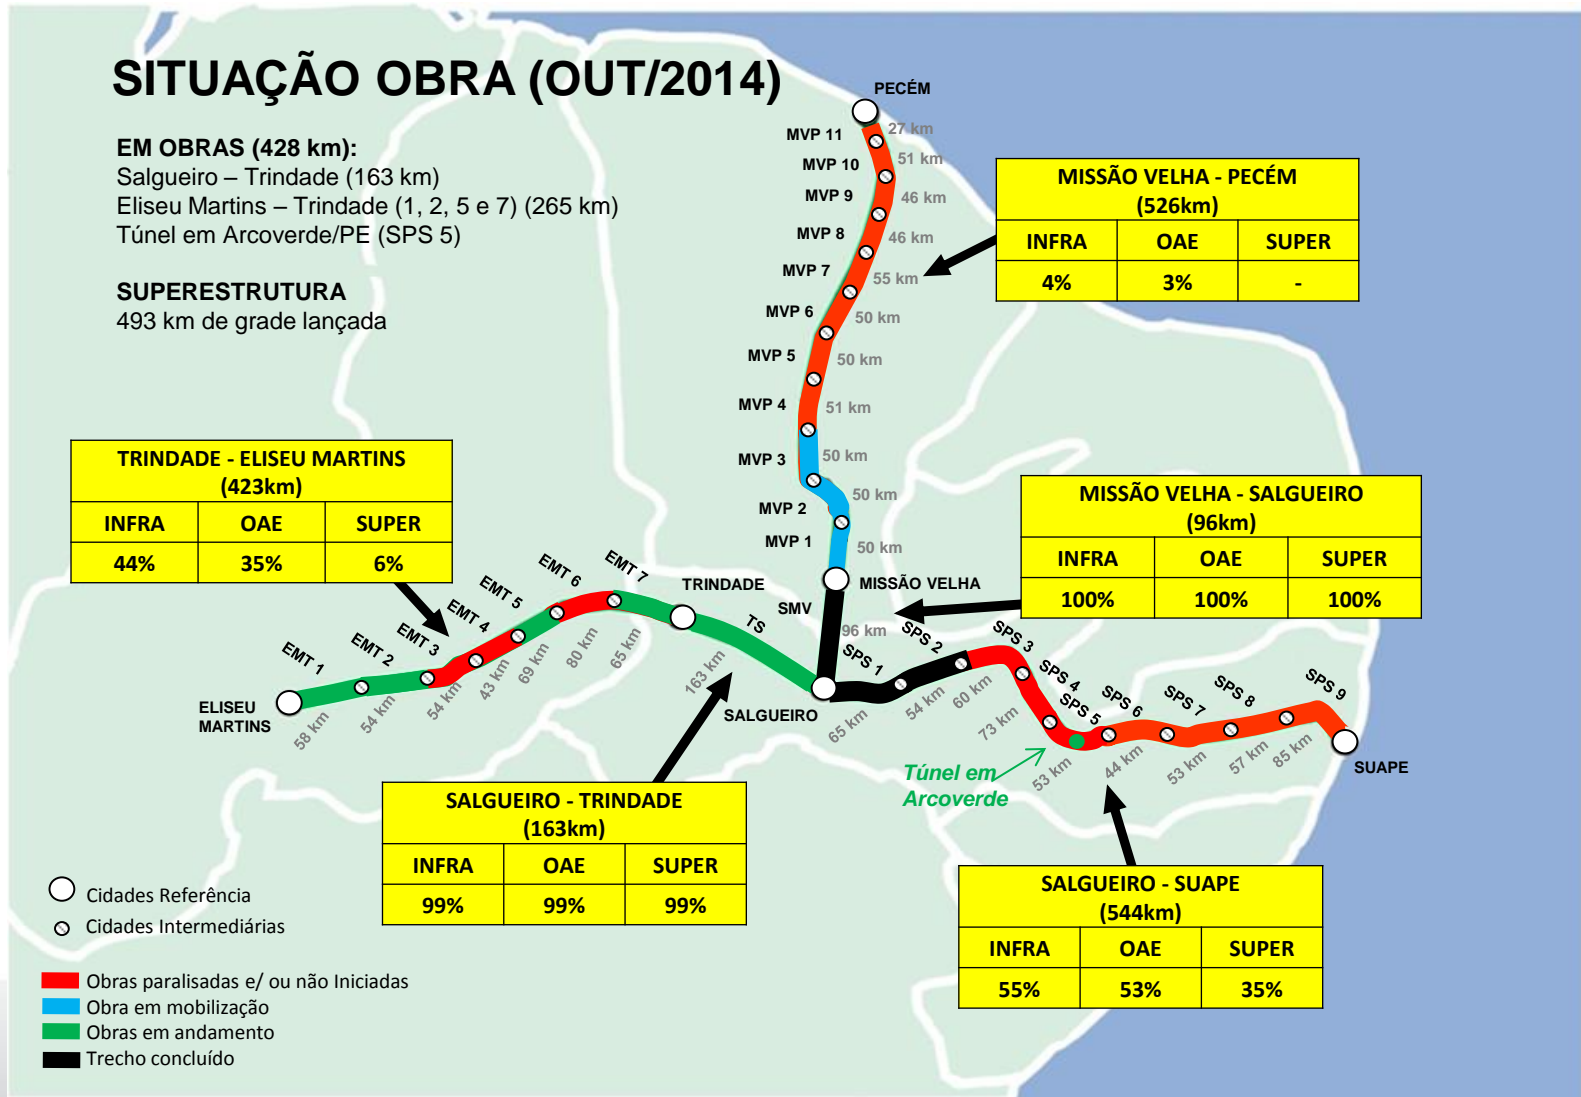 SITUAÇÃO OBRA (OUT/2014)
EM OBRAS (428 km):
Salgueiro – Trindade (163 km)
Eliseu Martins – Trindade (1, 2, 5 e 7) (265 km)
Túnel em Arcoverde/PE (SPS 5)
SUPERESTRUTURA
493 km de grade lançada
PECÉM
MVP 11
27 km
MVP 10
51 km
MVP 9
46 km
MVP 8
46 km
MVP 7
55 km
MVP 6
50 km
MVP 5
50 km
MVP 4
51 km
MVP 3
50 km
MVP 2
50 km
MVP 1
50 km
MISSÃO VELHA - PECÉM
(526km)
INFRA OAE SUPER
4% 3% -
TRINDADE - ELISEU MARTINS
(423km)
INFRA OAE SUPER
44% 35% 6%
MISSÃO VELHA - SALGUEIRO
(96km)
INFRA OAE SUPER
100% 100% 100%
MISSÃO VELHA
SMV
96 km
TRINDADE
TS
163 km
SALGUEIRO
ELISEU
MARTINS
EMT 1
EMT 2
EMT 3
EMT 4
EMT 5
EMT 6
EMT 7
58 km
54 km
54 km
43 km
69 km
80 km
65 km
SPS 1
SPS 2
SPS 3
SPS 4
SPS 5
SPS 6
SPS 7
SPS 8
SPS 9
65 km
54 km
60 km
73 km
53 km
44 km
53 km
57 km
85 km
SUAPE
Túnel em
Arcoverde
SALGUEIRO - TRINDADE
(163km)
INFRA OAE SUPER
99% 99% 99%
SALGUEIRO - SUAPE
(544km)
INFRA OAE SUPER
55% 53% 35%
Cidades Referência
Cidades Intermediárias
Obras paralisadas e/ ou não Iniciadas
Obra em mobilização
Obras em andamento
Trecho concluído